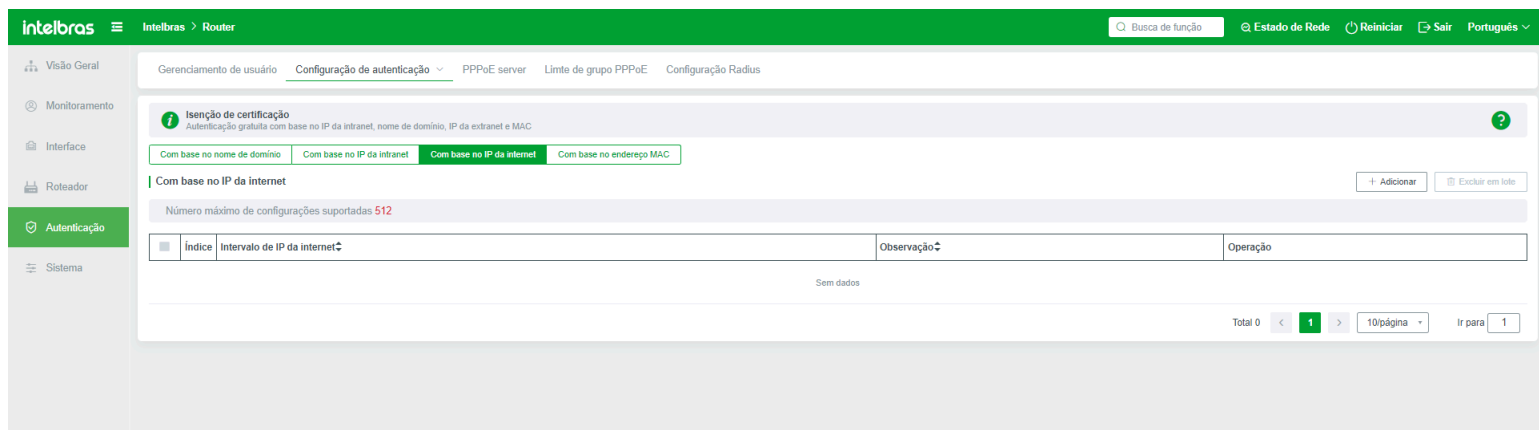 intelbras Intelbras > Router Busca de função Estado de Rede Reiniciar Sair Português
Visão Geral
Monitoramento
Interface
Roteador
Autenticação
Sistema
Gerenciamento de usuário Configuração de autenticação PPPoE server Limte de grupo PPPoE Configuração Radius
Isenção de certificação
Autenticação gratuita com base no IP da intranet, nome de domínio, IP da extranet e MAC
Com base no nome de domínio Com base no IP da intranet Com base no IP da internet Com base no endereço MAC
Com base no IP da internet + Adicionar Excluir em lote
Número máximo de configurações suportadas 512
Índice Intervalo de IP da internet Observação Operação
Sem dados
Total 0 < 1 > 10/página Ir para 1